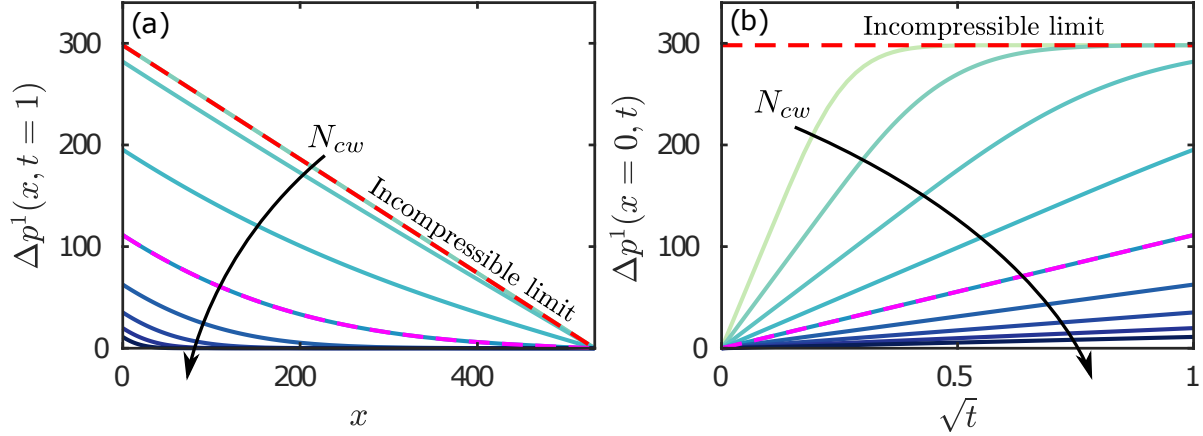 (a)
300
200
100
0
Δp¹(x, t = 1)
N_cw
Incompressible limit
0
200
400
x
(b)
Incompressible limit
300
200
100
0
Δp¹(x = 0, t)
N_cw
0
0.5
1
√t